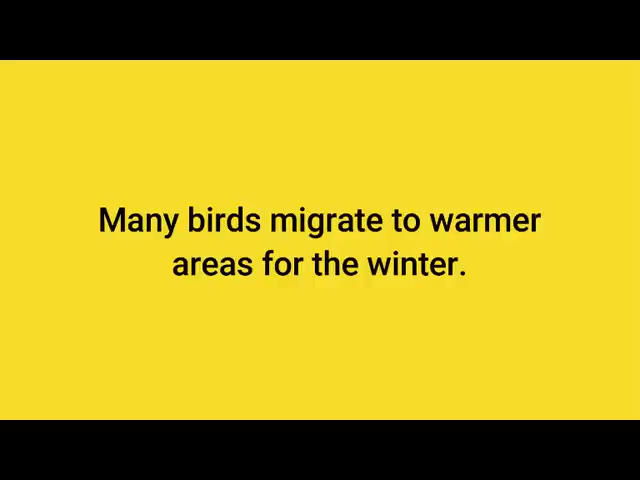 Many birds migrate to warmer
areas for the winter.